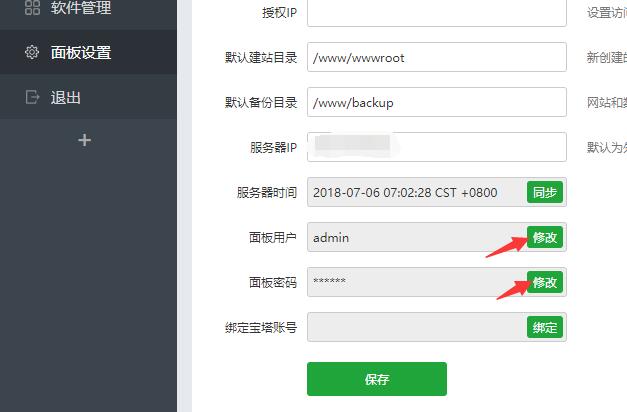 软件管理
面板设置
退出
+
授权IP
设置访
默认建站目录 /www/wwwroot 新创建的
默认备份目录 /www/backup 网站和数
服务器IP 默认为外
服务器时间 2018-07-06 07:02:28 CST +0800 同步
面板用户 admin 修改
面板密码 ****** 修改
绑定宝塔账号 绑定
保存